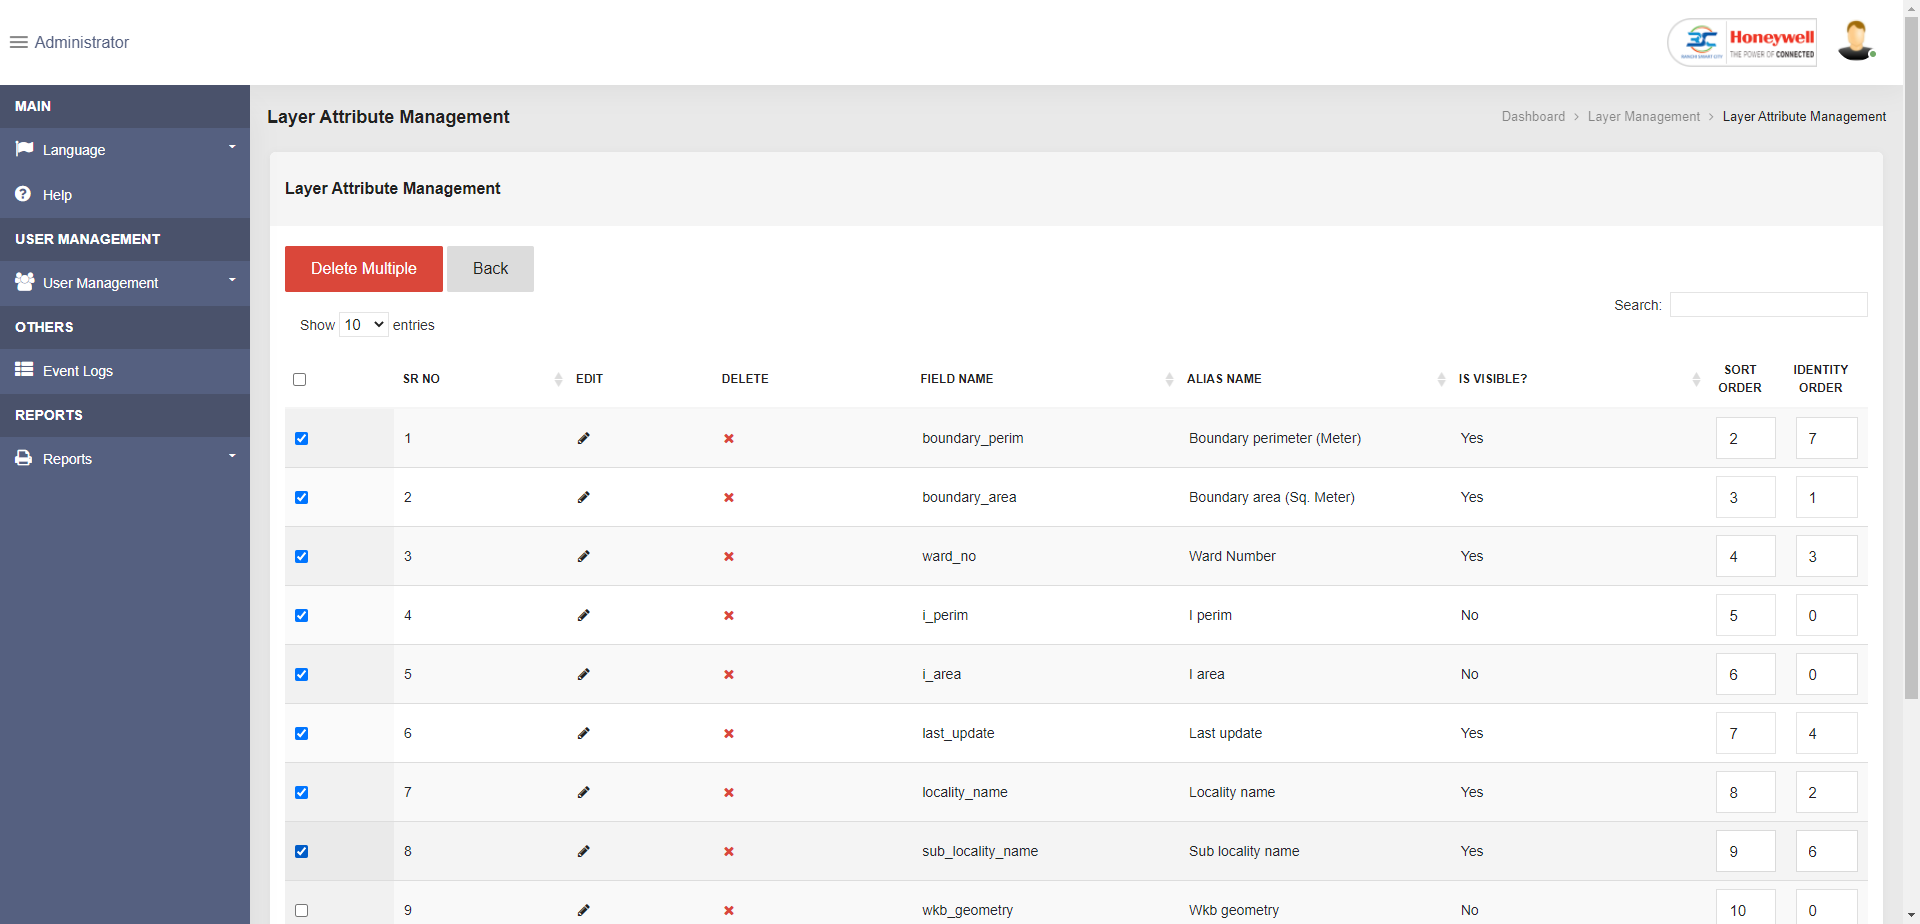 Administrator
Honeywell
THE POWER OF CONNECTED
MAIN
Language
Help
USER MANAGEMENT
User Management
OTHERS
Event Logs
REPORTS
Reports
Layer Attribute Management
Dashboard > Layer Management > Layer Attribute Management
Layer Attribute Management
Delete Multiple Back
Search:
Show 10 entries
SR NO EDIT DELETE FIELD NAME ALIAS NAME IS VISIBLE? SORT ORDER IDENTITY ORDER
1 boundary_perim Boundary perimeter (Meter) Yes 2 7
2 boundary_area Boundary area (Sq. Meter) Yes 3 1
3 ward_no Ward Number Yes 4 3
4 i_perim I perim No 5 0
5 i_area I area No 6 0
6 last_update Last update Yes 7 4
7 locality_name Locality name Yes 8 2
8 sub_locality_name Sub locality name Yes 9 6
9 wkb_geometry Wkb geometry No 10 0